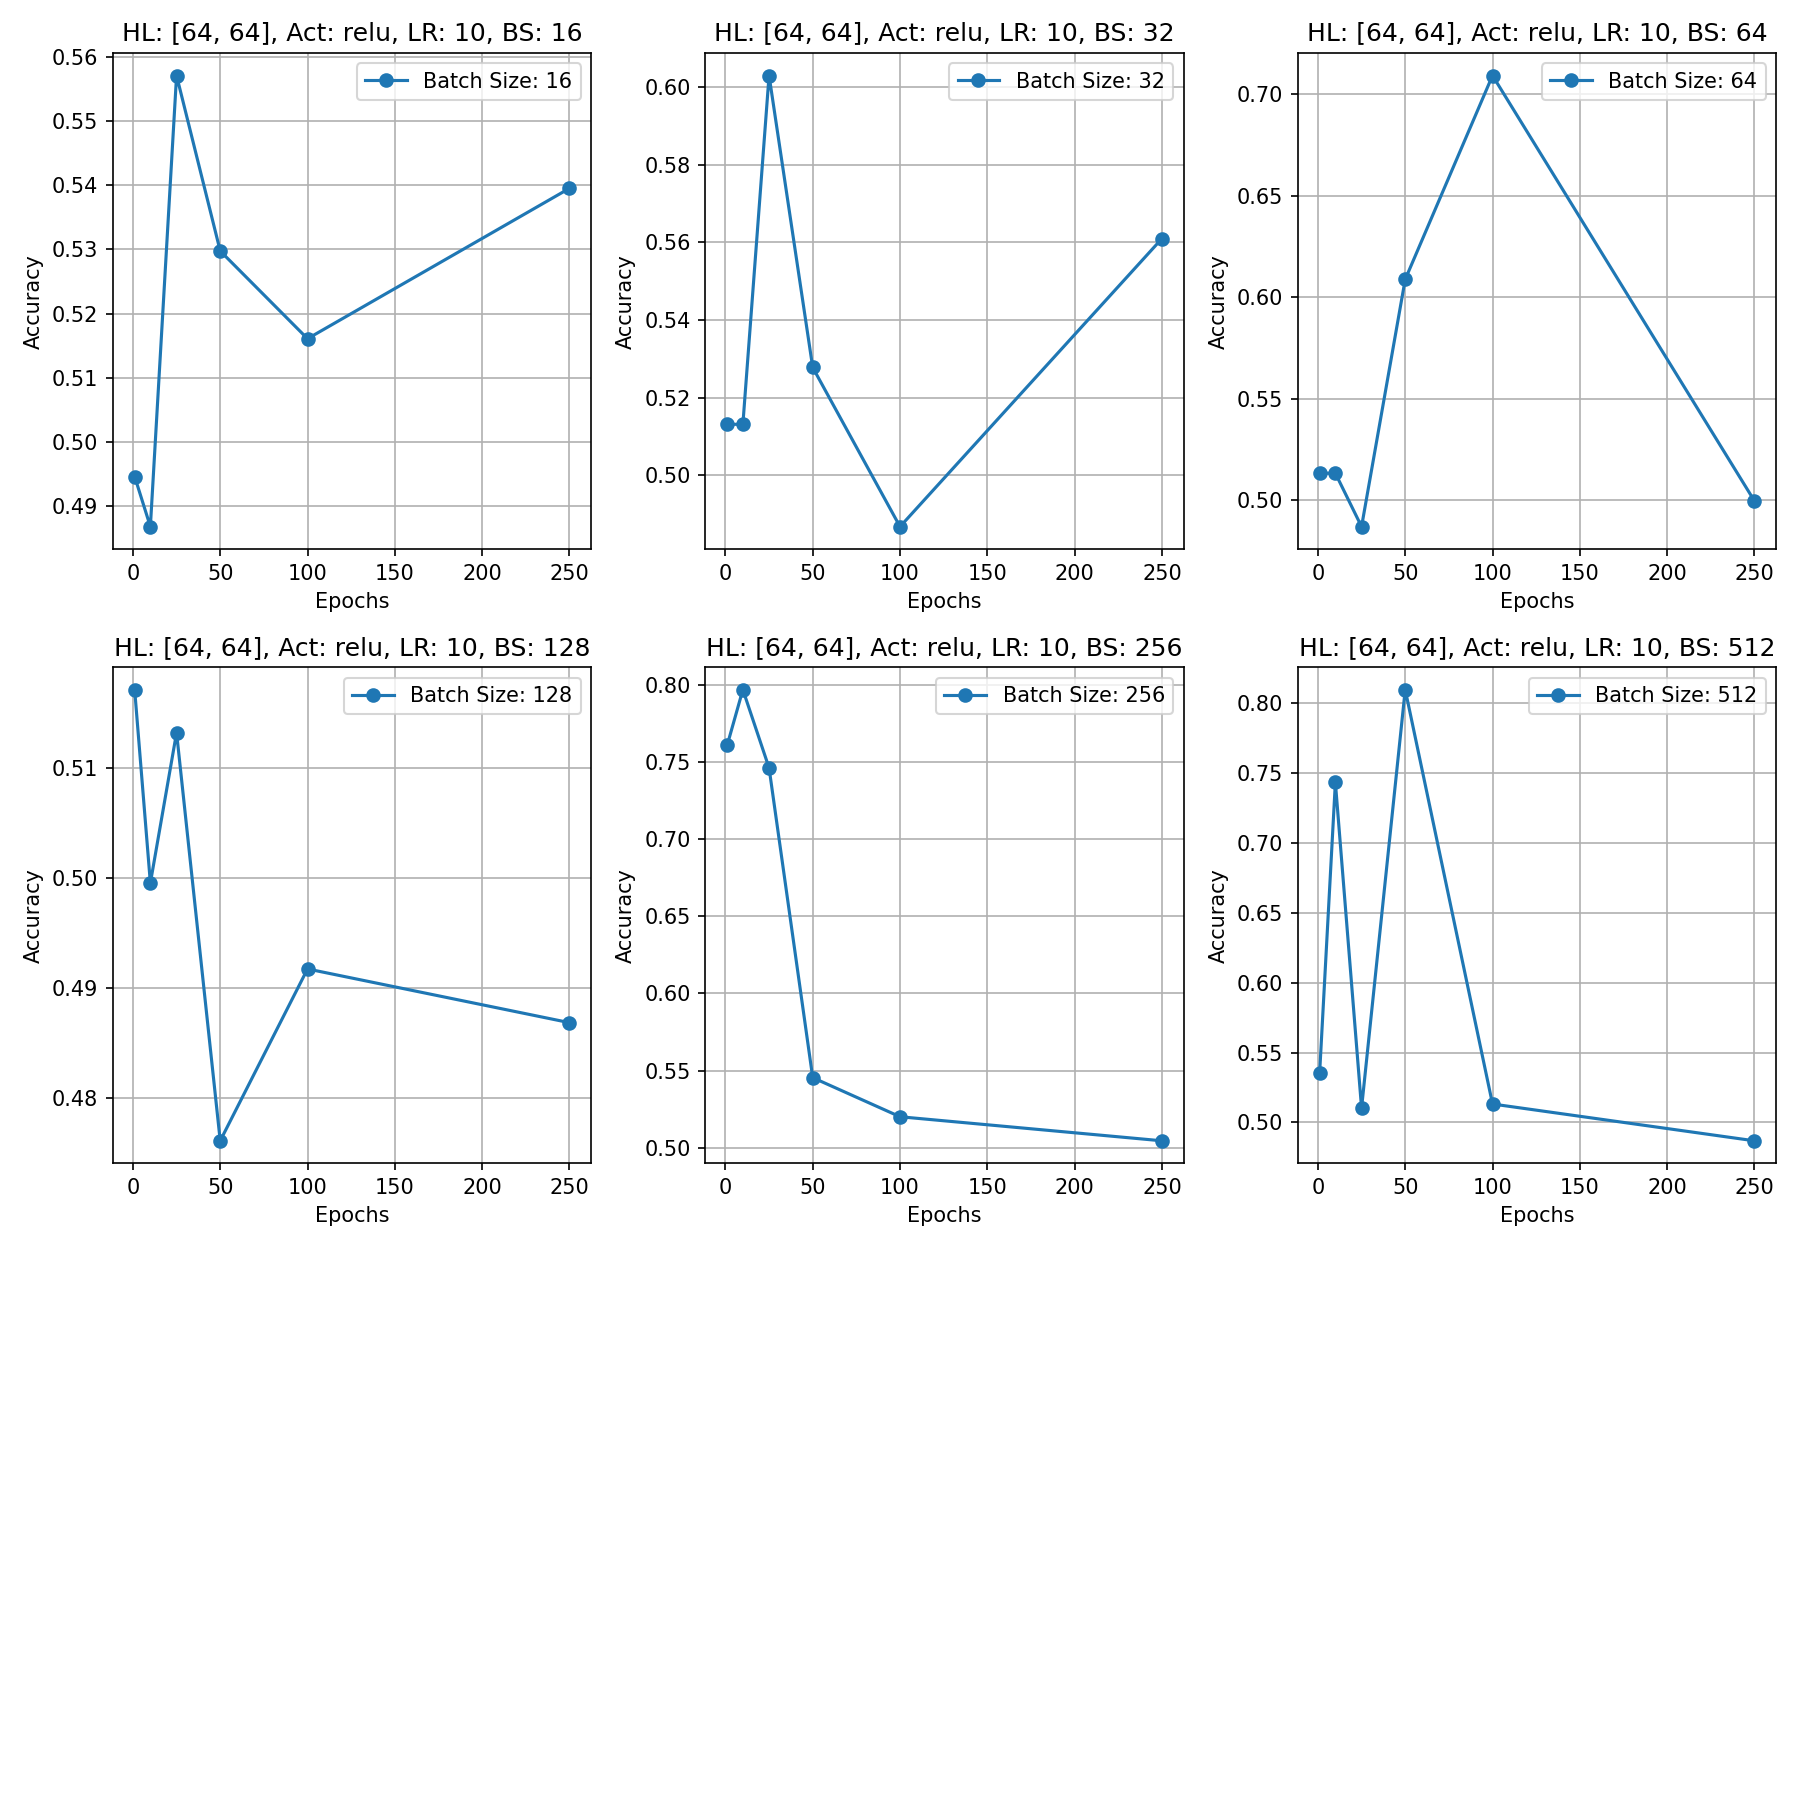 HL: [64, 64], Act: relu, LR: 10, BS: 16
Batch Size: 16
Accuracy
0.56
0.55
0.54
0.53
0.52
0.51
0.50
0.49
0 50 100 150 200 250
Epochs
HL: [64, 64], Act: relu, LR: 10, BS: 32
Batch Size: 32
Accuracy
0.60
0.58
0.56
0.54
0.52
0.50
0 50 100 150 200 250
Epochs
HL: [64, 64], Act: relu, LR: 10, BS: 64
Batch Size: 64
Accuracy
0.70
0.65
0.60
0.55
0.50
0 50 100 150 200 250
Epochs
HL: [64, 64], Act: relu, LR: 10, BS: 128
Batch Size: 128
Accuracy
0.51
0.50
0.49
0.48
0 50 100 150 200 250
Epochs
HL: [64, 64], Act: relu, LR: 10, BS: 256
Batch Size: 256
Accuracy
0.80
0.75
0.70
0.65
0.60
0.55
0.50
0 50 100 150 200 250
Epochs
HL: [64, 64], Act: relu, LR: 10, BS: 512
Batch Size: 512
Accuracy
0.80
0.75
0.70
0.65
0.60
0.55
0.50
0 50 100 150 200 250
Epochs